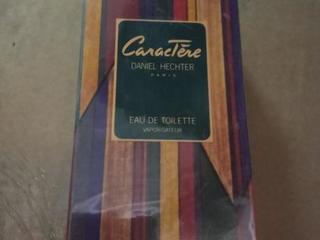 Caractère
DANIEL HECHTER
PARIS
EAU DE TOILETTE
VAPORISATEUR